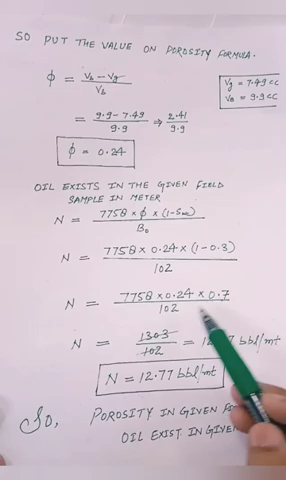 SO PUT THE VALUE ON POROSITY FORMULA.
ϕ = (Vb - Vg) / Vb
Vg = 7.49 CC
VB = 9.9 CC
= (9.9 - 7.49) / 9.9 ⇒ 2.41 / 9.9
ϕ = 0.24
OIL EXISTS IN THE GIVEN FIELD
SAMPLE IN METER
N = (7758 × ϕ × (1-Sw)) / Bo
N = (7758 × 0.24 × (1-0.3)) / 102
N = (7758 × 0.24 × 0.7) / 102
N = 1303 / 102 = bbl/mt
N = 12.77 bbl/mt
So, POROSITY IN GIVEN
OIL EXIST IN GIVEN